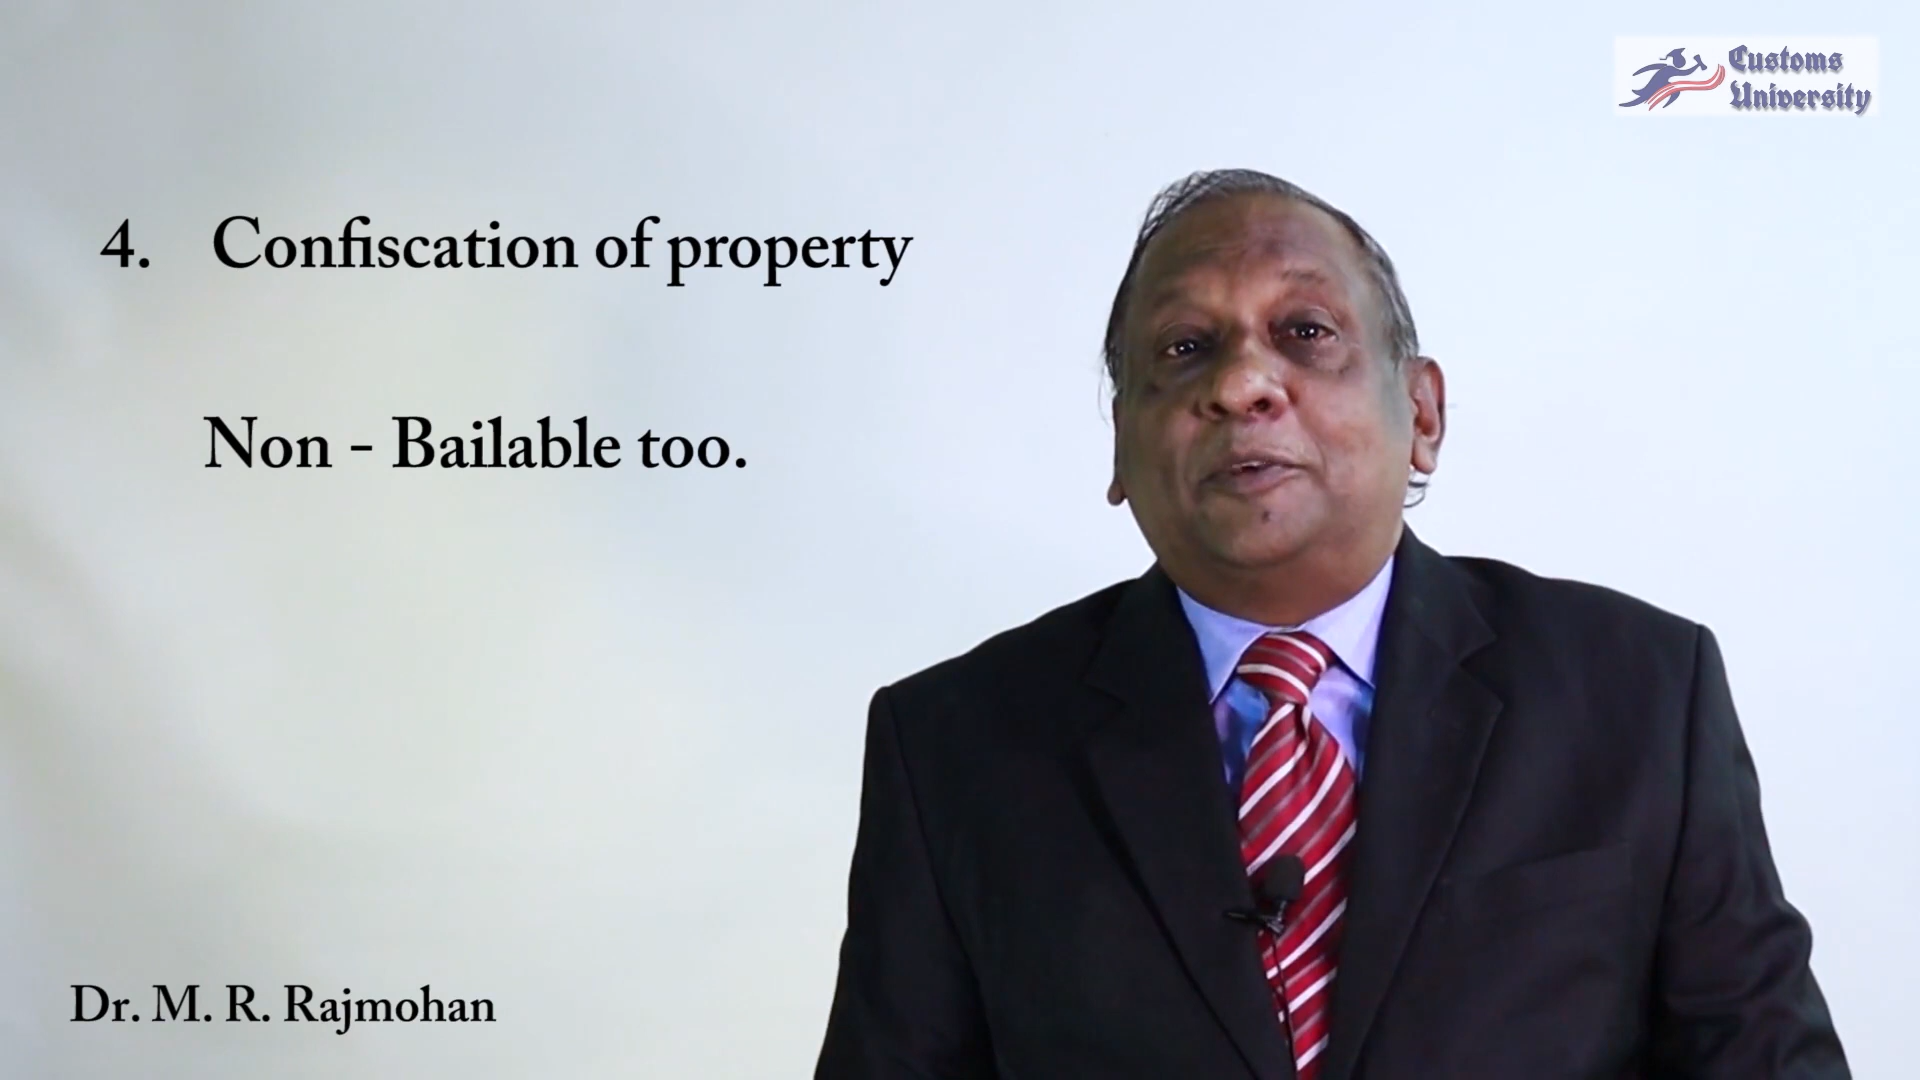 Customs
University
4. Confiscation of property
Non - Bailable too.
Dr. M. R. Rajmohan